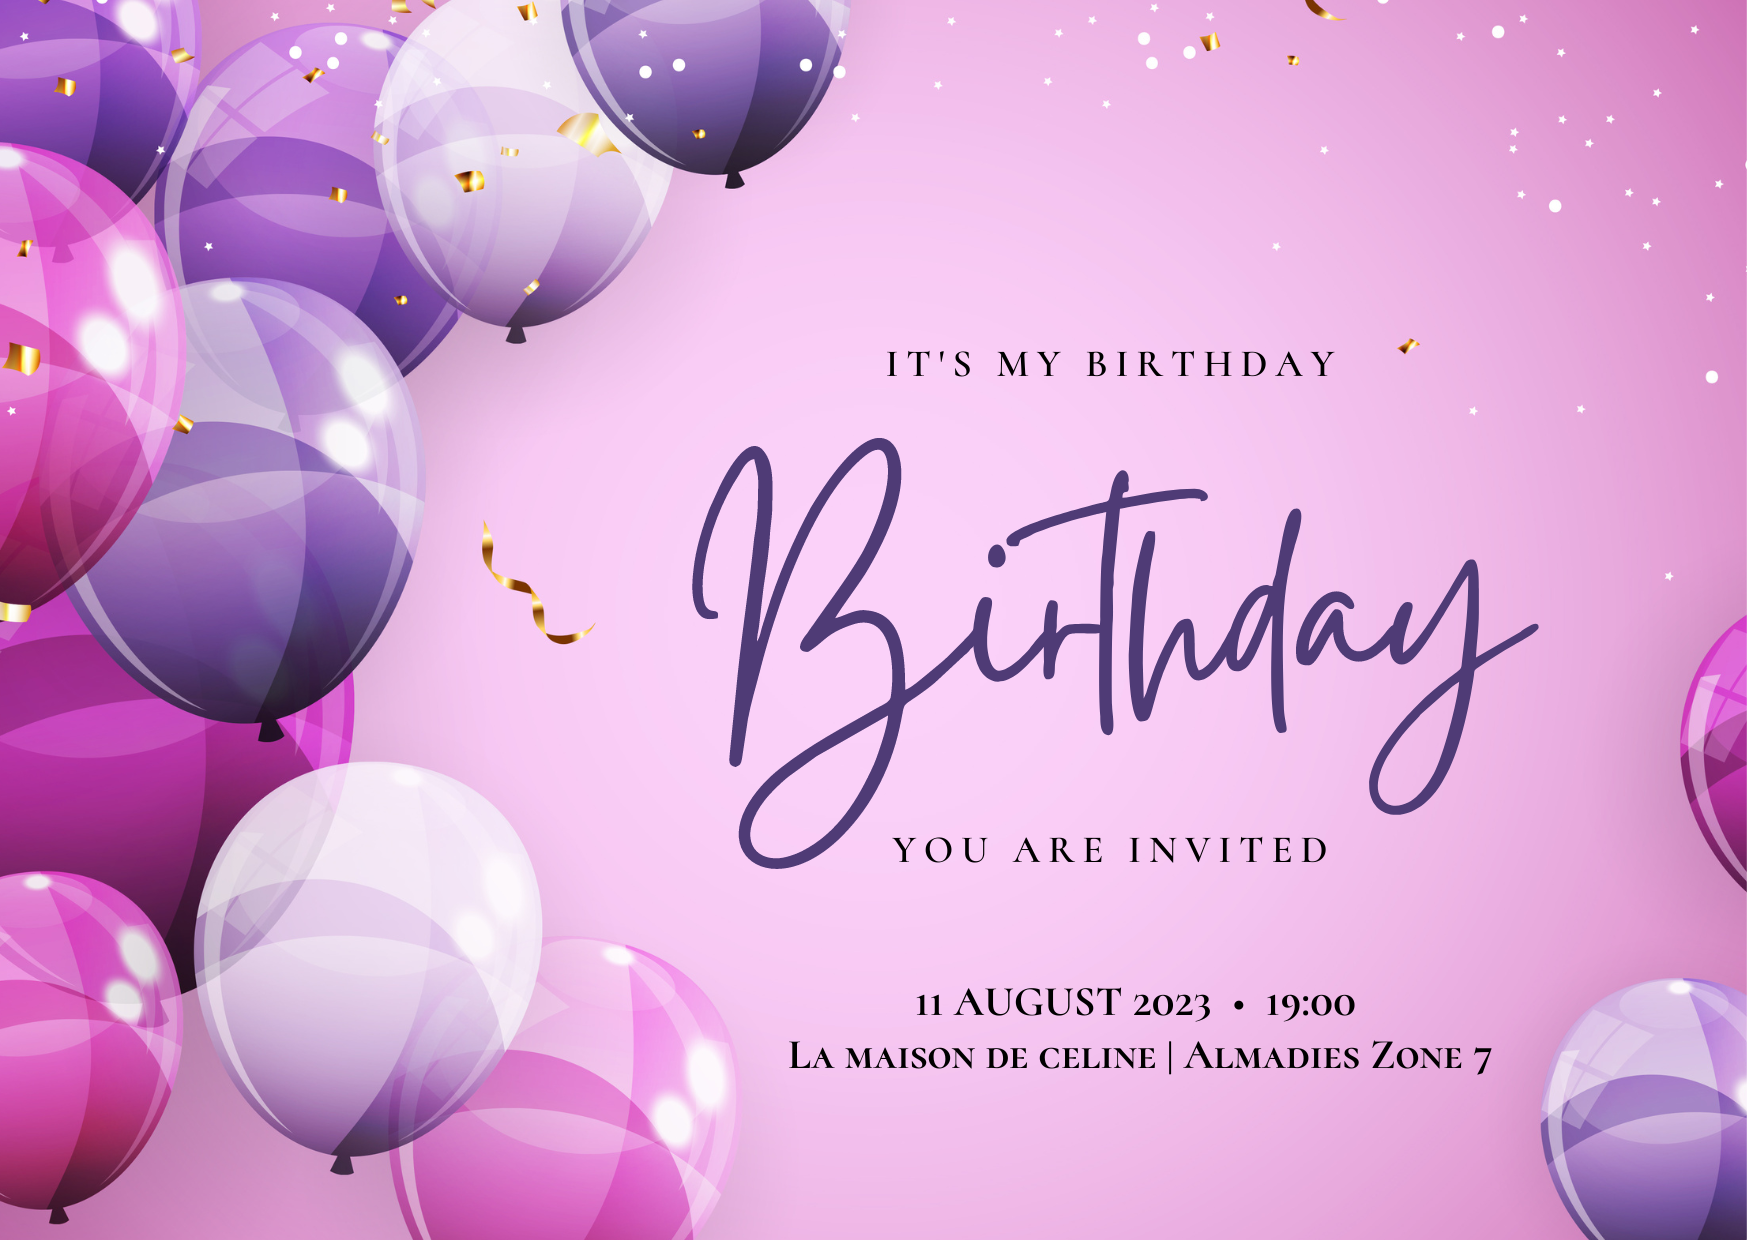 IT'S MY BIRTHDAY
Birthday
YOU ARE INVITED
11 AUGUST 2023 • 19:00
La maison de celine | Almadies Zone 7